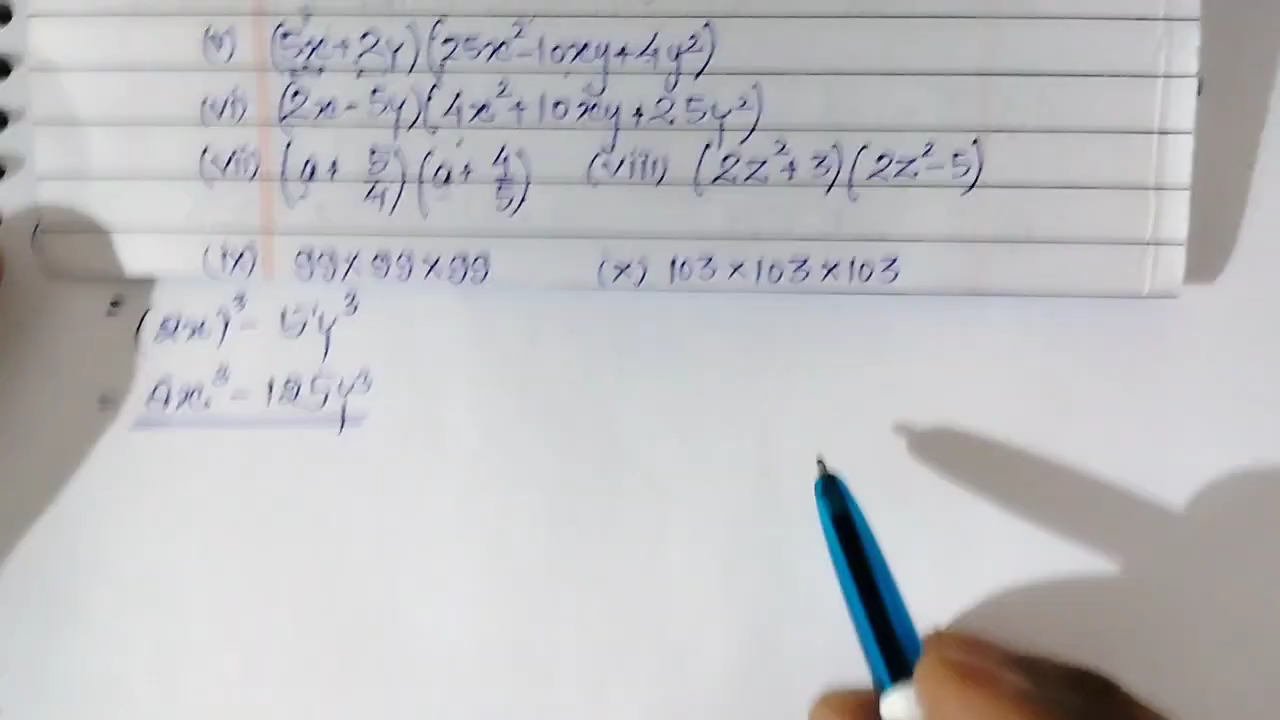 (v) (5x+2y)(25x²-10xy+4y²)
(vi) (2x-5y)(4x²+10xy+25y²)
(vii) (a+ 5/4)(a+ 4/5) (viii) (2z²+3)(2z²-5)
(ix) 99×99×99 (x) 103×103×103
= (2x)³ - 5y³
= 8x³ - 125y³